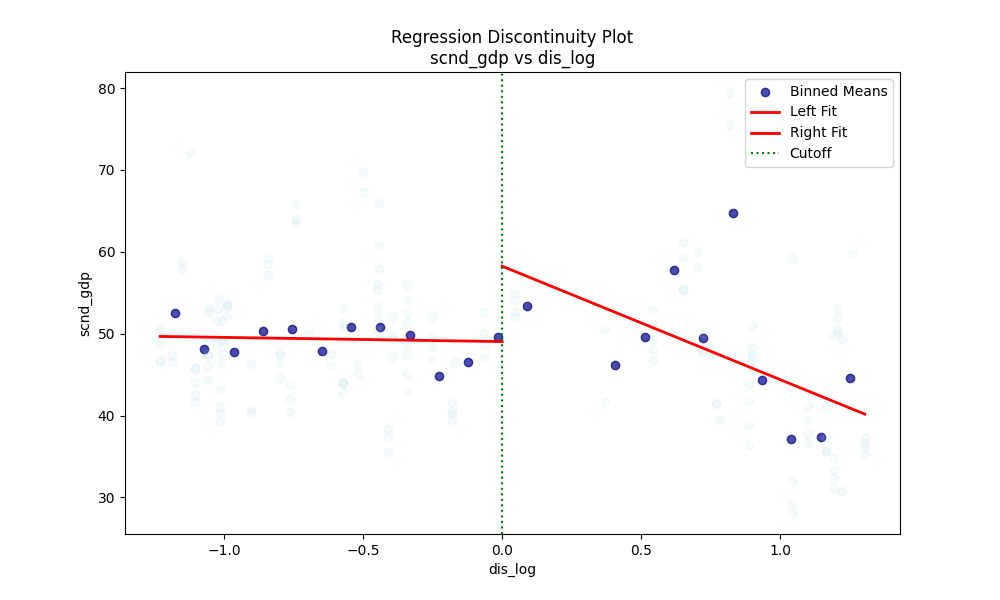 Regression Discontinuity Plot
scnd_gdp vs dis_log
Binned Means
Left Fit
Right Fit
Cutoff
scnd_gdp
80
70
60
50
40
30
−1.0
−0.5
0.0
0.5
1.0
dis_log